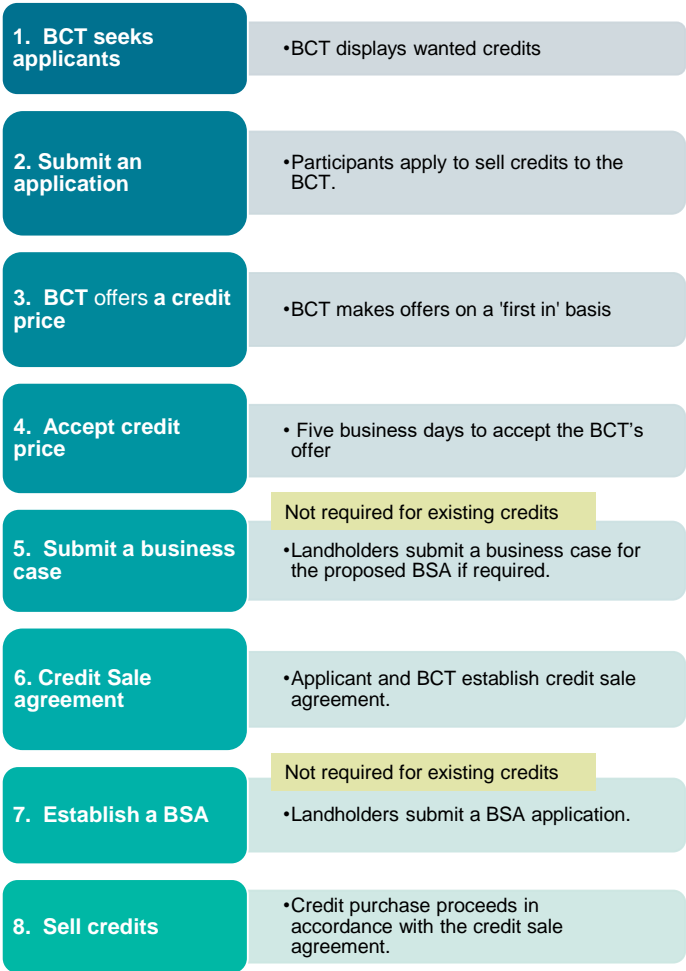 1. BCT seeks
applicants
•BCT displays wanted credits
2. Submit an
application
•Participants apply to sell credits to the
BCT.
3. BCT offers a credit
price
•BCT makes offers on a 'first in' basis
4. Accept credit
price
• Five business days to accept the BCT's
offer
Not required for existing credits
5. Submit a business
case
•Landholders submit a business case for
the proposed BSA if required.
6. Credit Sale
agreement
•Applicant and BCT establish credit sale
agreement.
Not required for existing credits
7. Establish a BSA
•Landholders submit a BSA application.
8. Sell credits
•Credit purchase proceeds in
accordance with the credit sale
agreement.